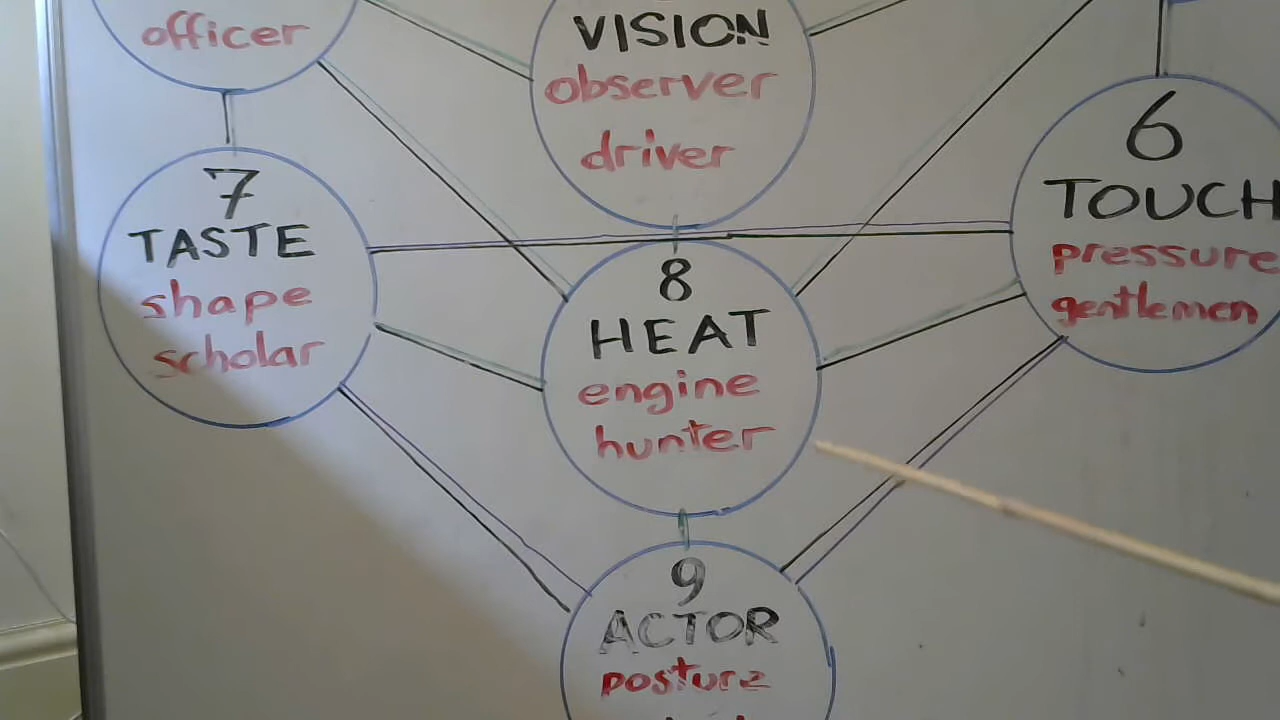 officer
VISION
observer
driver
6
TOUCH
pressure
gentlemen
7
TASTE
shape
scholar
8
HEAT
engine
hunter
9
ACTOR
posture